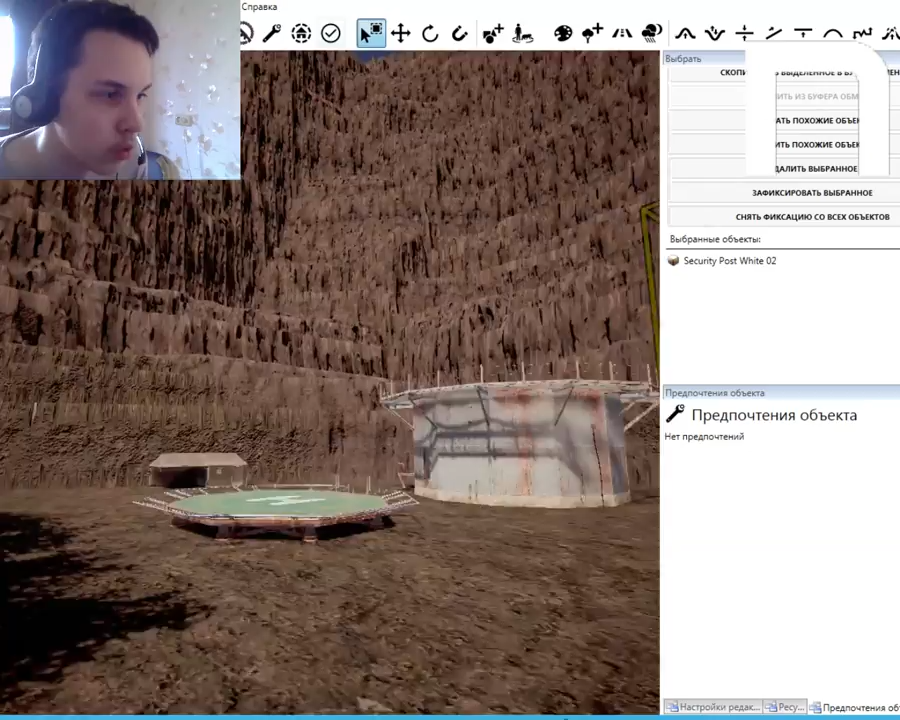 Справка
Выбрать
ЗАФИКСИРОВАТЬ ВЫБРАННОЕ
СНЯТЬ ФИКСАЦИЮ СО ВСЕХ ОБЪЕКТОВ
Выбранные объекты:
Security Post White 02
Предпочтения объекта
Предпочтения объекта
Нет предпочтений
Настройки редак... Ресу... Предпочтения об